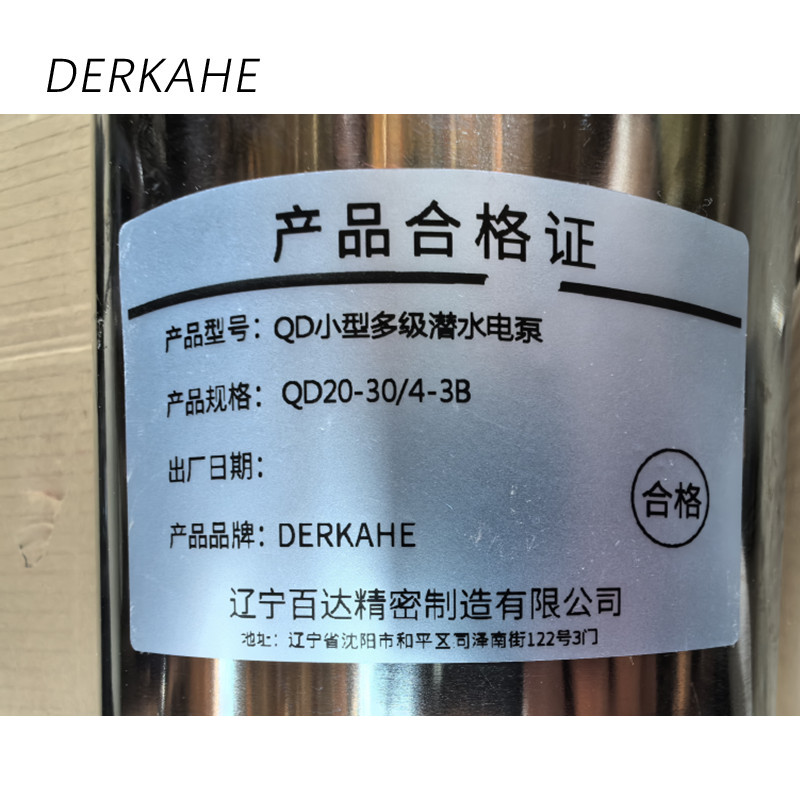 DERKAHE
产品合格证
产品型号：QD小型多级潜水电泵
产品规格：QD20-30/4-3B
出厂日期：
合格
产品品牌：DERKAHE
辽宁百达精密制造有限公司
地址：辽宁省沈阳市和平区司泽南街122号3门